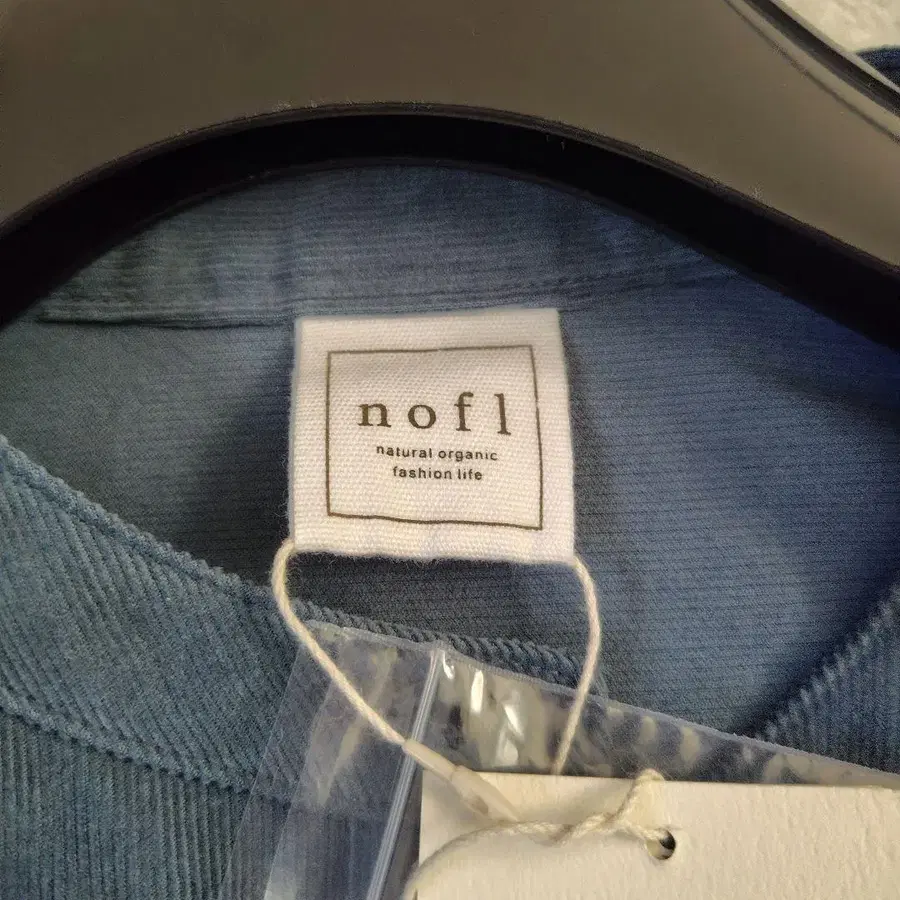 nofl
natural organic
fashion life